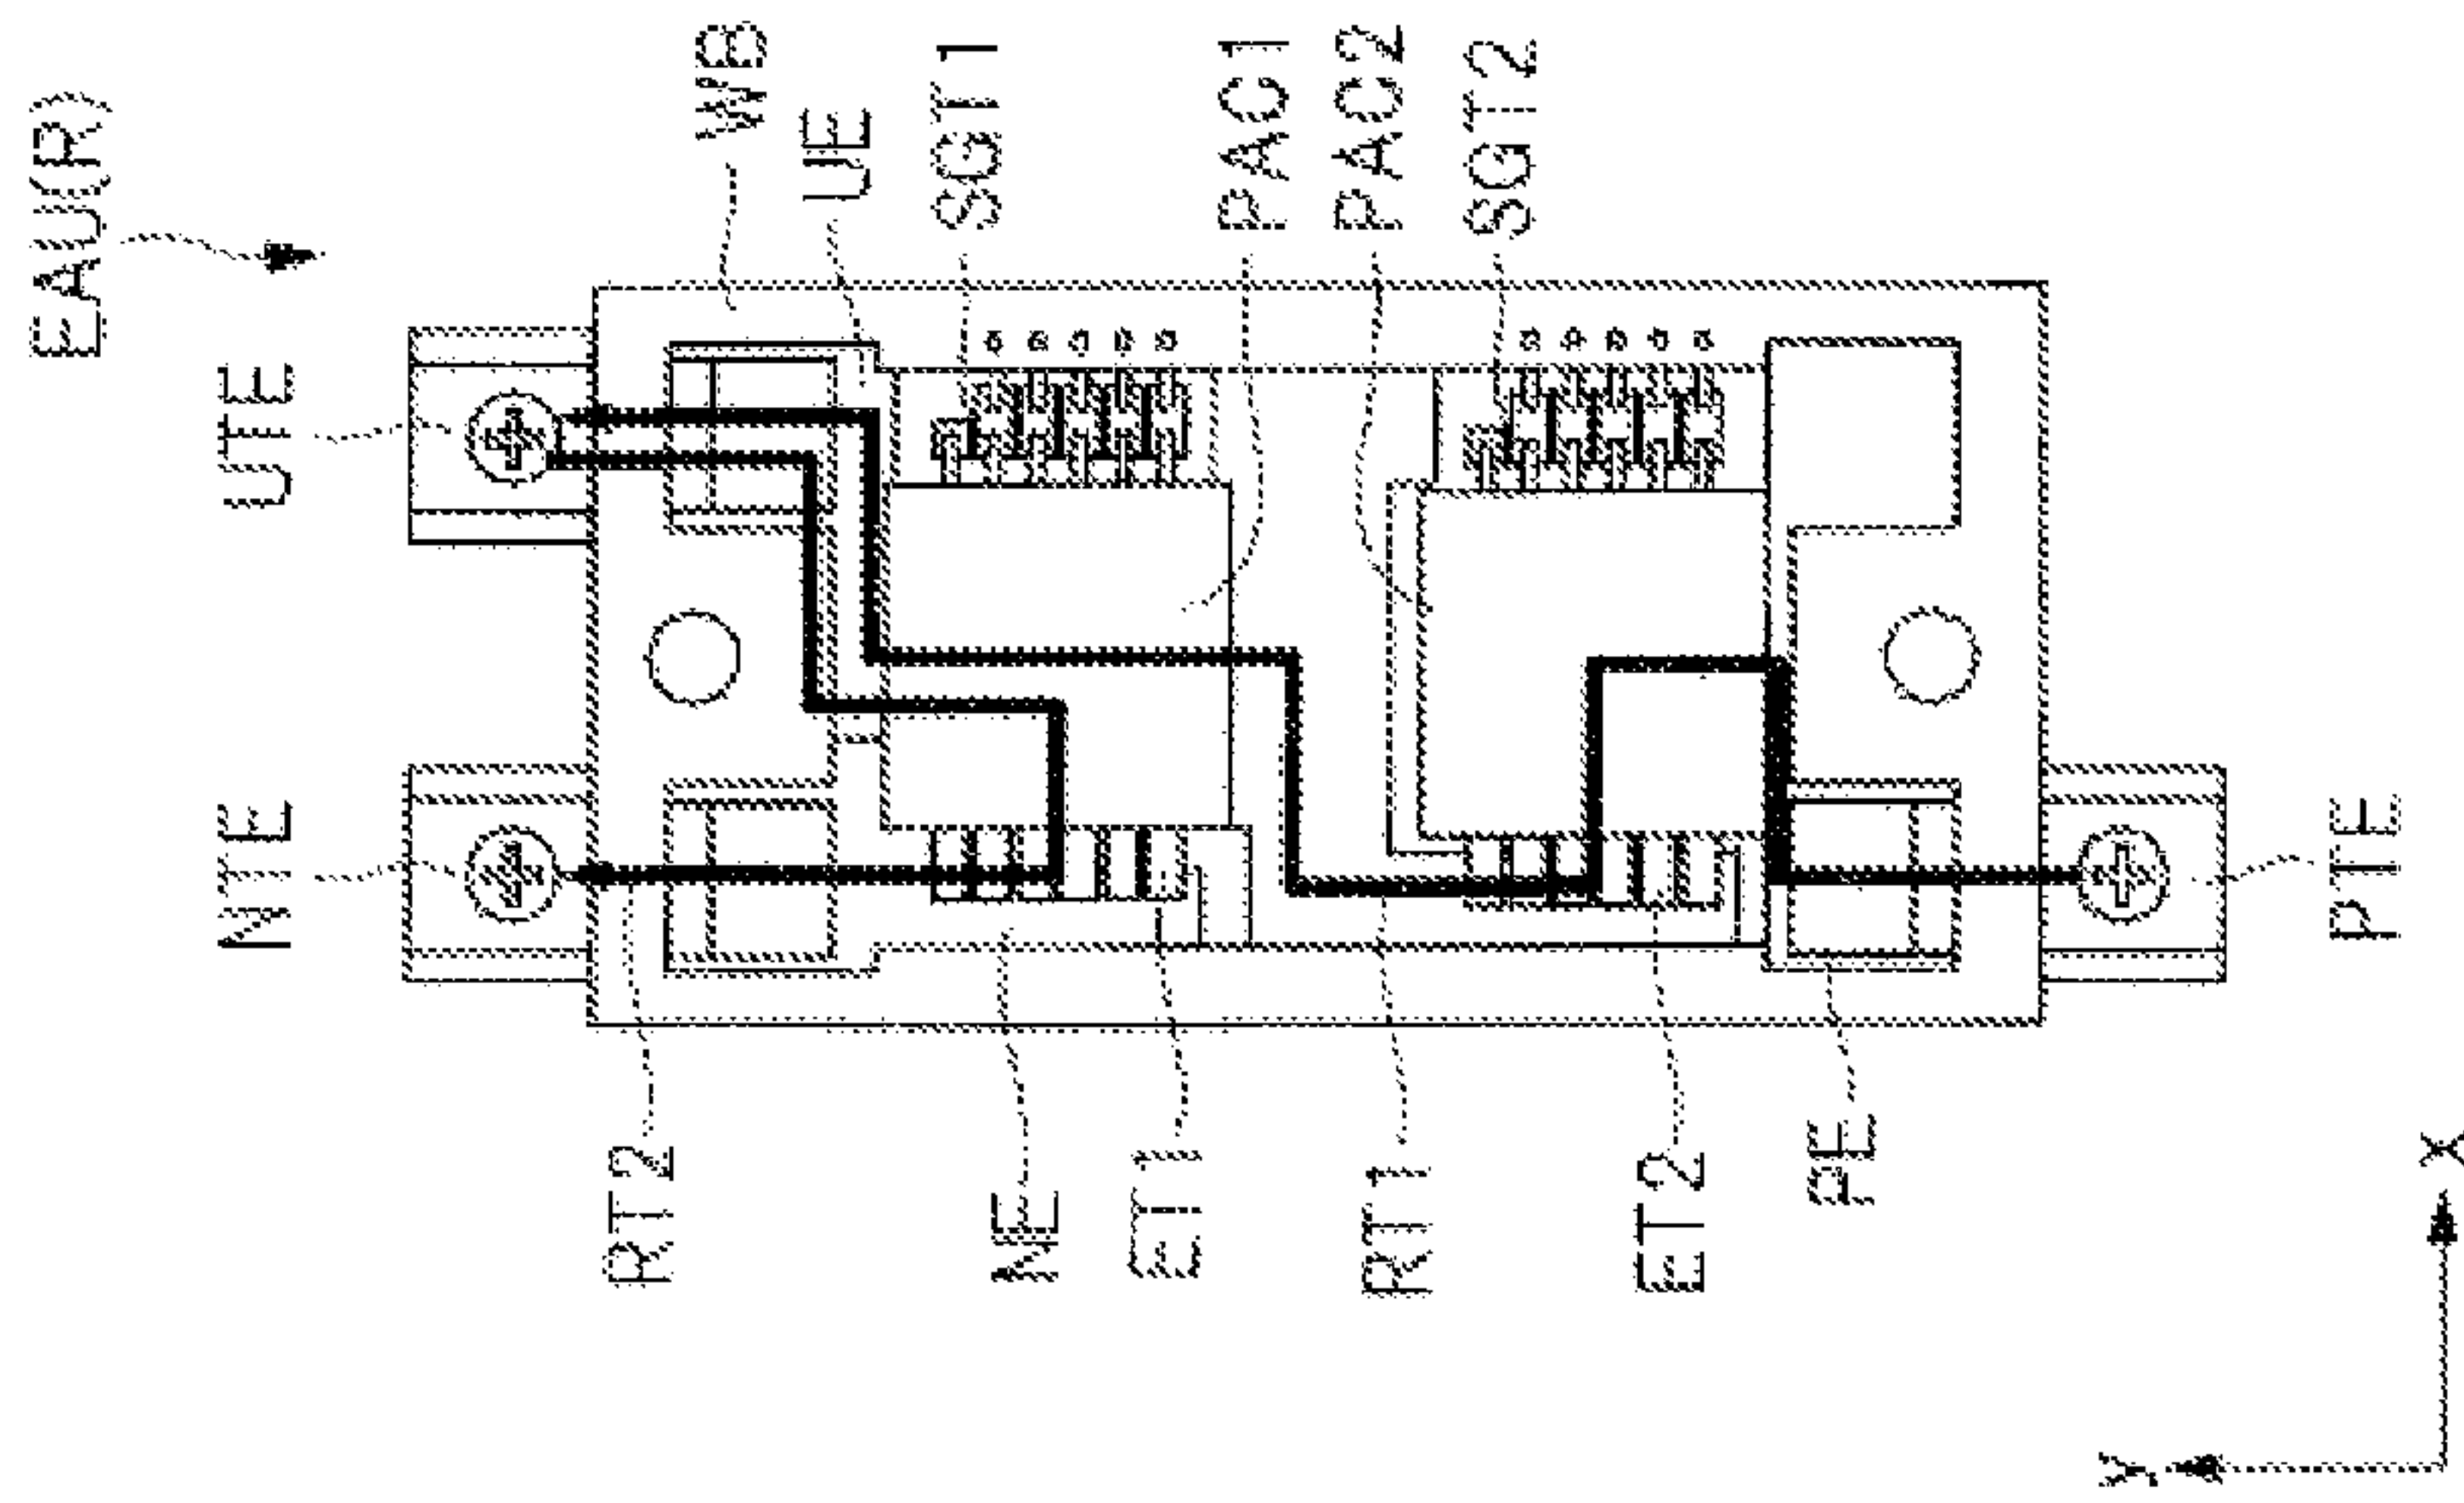 EAU(R)
NTE
UTE
RT2
WB
UE
SGT1
NE
ET1
PAC1
RT1
PAC2
SGT2
ET2
PE
PTE
Y
X